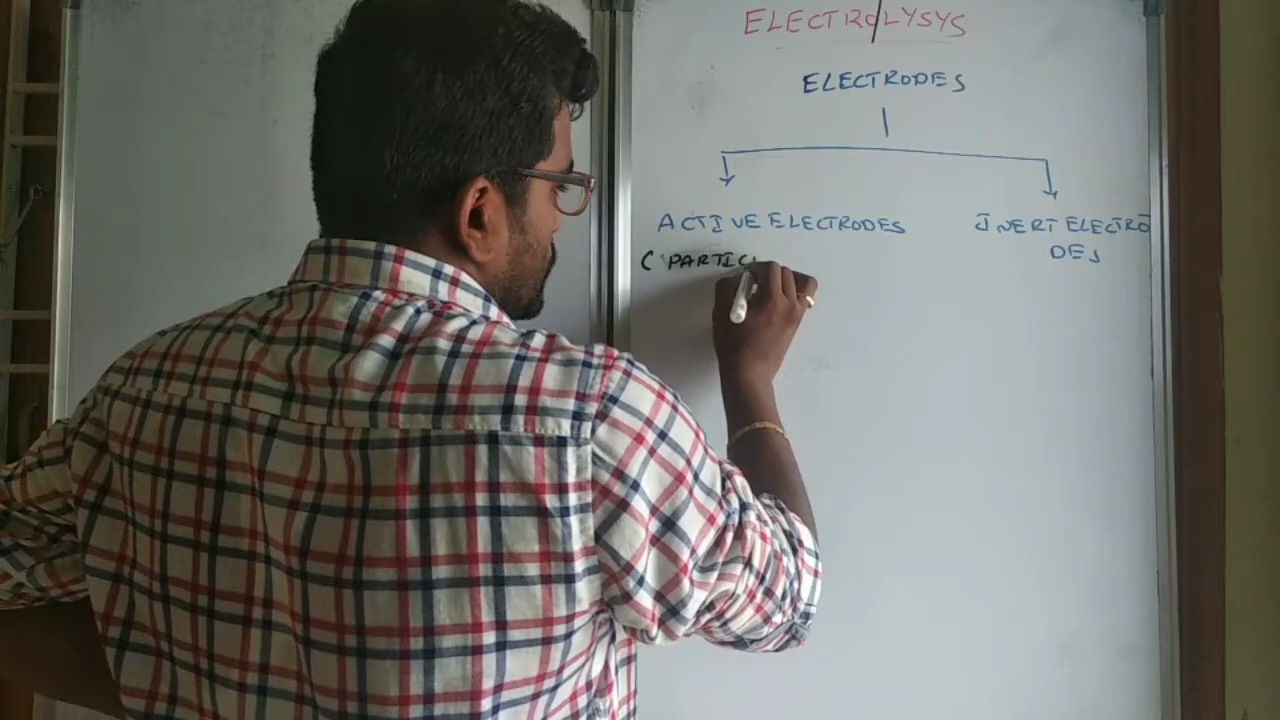 ELECTROLYSYS
ELECTRODES
ACTIVE ELECTRODES
INERT ELECTRO
DES
( PARTIC